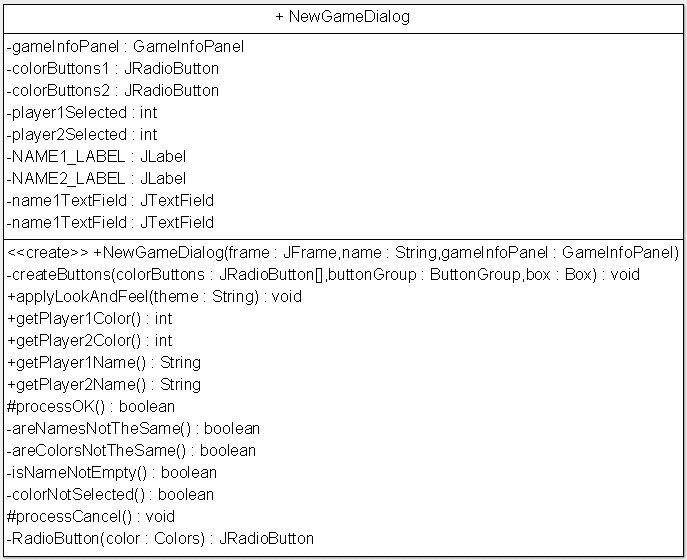 + NewGameDialog
-gameInfoPanel : GameInfoPanel
-colorButtons1 : JRadioButton
-colorButtons2 : JRadioButton
-player1Selected : int
-player2Selected : int
-NAME1_LABEL : JLabel
-NAME2_LABEL : JLabel
-name1TextField : JTextField
-name1TextField : JTextField
<<create>> +NewGameDialog(frame : JFrame,name : String,gameInfoPanel : GameInfoPanel)
-createButtons(colorButtons : JRadioButton[],buttonGroup : ButtonGroup,box : Box) : void
+applyLookAndFeel(theme : String) : void
+getPlayer1Color() : int
+getPlayer2Color() : int
+getPlayer1Name() : String
+getPlayer2Name() : String
#processOK() : boolean
-areNamesNotTheSame() : boolean
-areColorsNotTheSame() : boolean
-isNameNotEmpty() : boolean
-colorNotSelected() : boolean
#processCancel() : void
-RadioButton(color : Colors) : JRadioButton